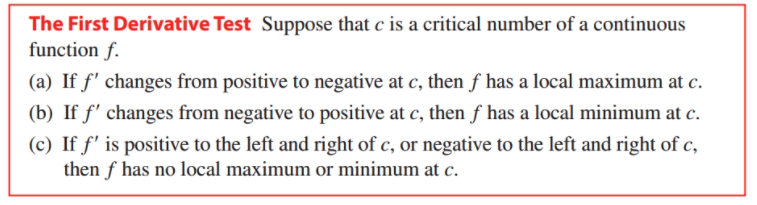 The First Derivative Test Suppose that c is a critical number of a continuous
function f.
(a) If f′ changes from positive to negative at c, then f has a local maximum at c.
(b) If f′ changes from negative to positive at c, then f has a local minimum at c.
(c) If f′ is positive to the left and right of c, or negative to the left and right of c,
then f has no local maximum or minimum at c.